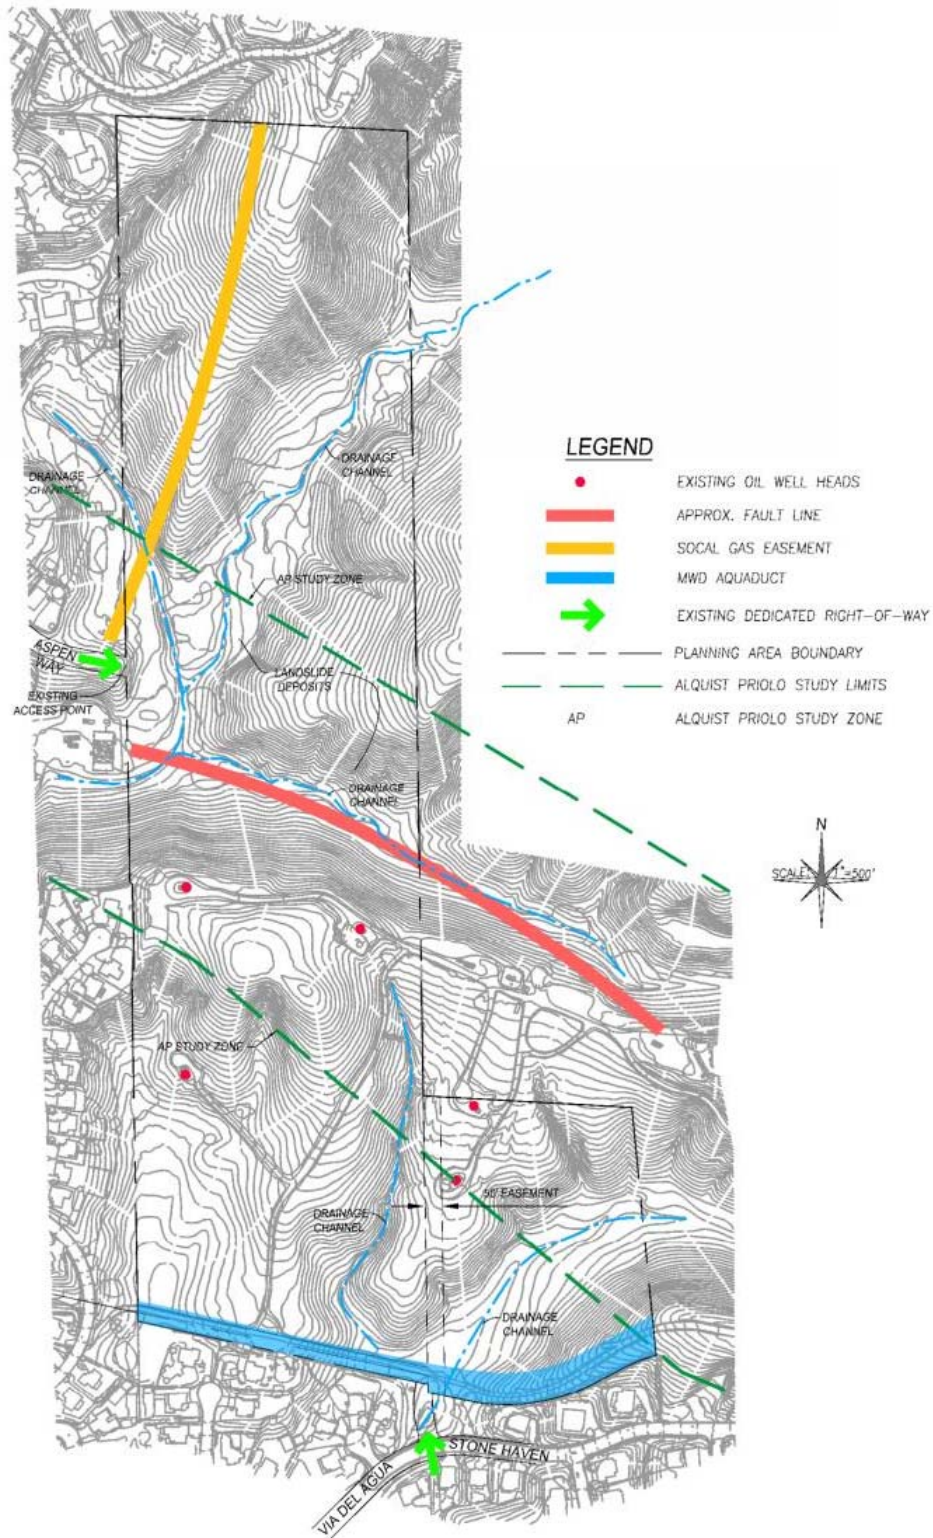 DRAINAGE
CHANNEL
DRAINAGE
CHANNEL
AP STUDY ZONE
ASPEN
WAY
LANDSLIDE
DEPOSITS
EXISTING
ACCESS POINT
DRAINAGE
CHANNEL
LEGEND
EXISTING OIL WELL HEADS
APPROX. FAULT LINE
SOCAL GAS EASEMENT
MWD AQUADUCT
EXISTING DEDICATED RIGHT-OF-WAY
PLANNING AREA BOUNDARY
ALQUIST PRIOLO STUDY LIMITS
AP
ALQUIST PRIOLO STUDY ZONE
N
SCALE: 1"=500'
AP STUDY ZONE
50' EASEMENT
DRAINAGE
CHANNEL
DRAINAGE
CHANNEL
STONE HAVEN
VIA DEL AGUA